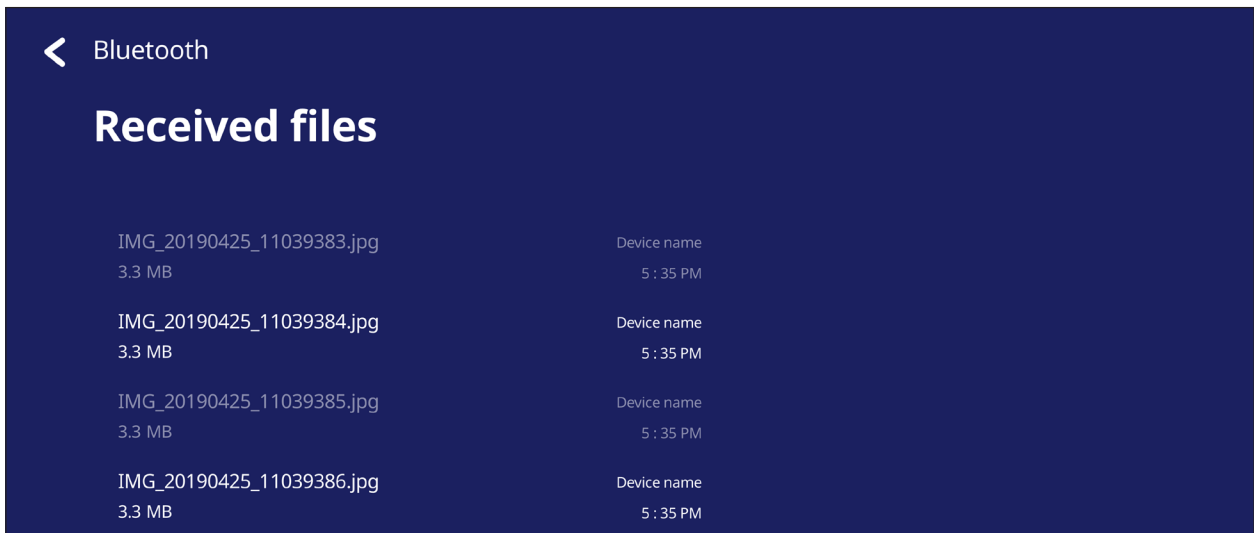 Bluetooth
Received files
IMG_20190425_11039383.jpg Device name
3.3 MB 5 : 35 PM
IMG_20190425_11039384.jpg Device name
3.3 MB 5 : 35 PM
IMG_20190425_11039385.jpg Device name
3.3 MB 5 : 35 PM
IMG_20190425_11039386.jpg Device name
3.3 MB 5 : 35 PM